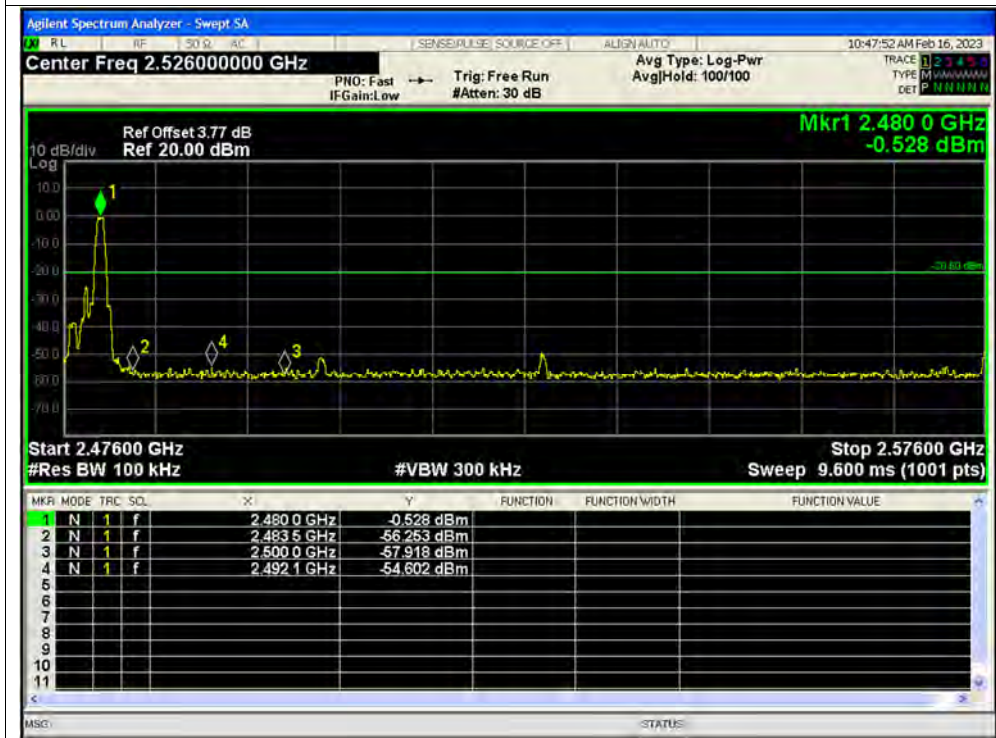 Agilent Spectrum Analyzer - Swept SA
RL RF 50 Ω AC SENSE:PULSE SOURCE OFF ALIGN AUTO 10:47:52 AM Feb 16, 2023
Center Freq 2.526000000 GHz
PNO: Fast
IFGain:Low
Trig: Free Run
#Atten: 30 dB
Avg Type: Log-Pwr
Avg|Hold: 100/100
TRACE 1 2 3 4 5 6
TYPE M
DET P N N N N N
Mkr1 2.480 0 GHz
-0.528 dBm
Ref Offset 3.77 dB
10 dB/div Ref 20.00 dBm
Log
10.0
0.00
-10.0
-20.0
-30.0
-40.0
-50.0
-60.0
-70.0
1
2
4
3
Start 2.47600 GHz
Stop 2.57600 GHz
#Res BW 100 kHz
#VBW 300 kHz
Sweep 9.600 ms (1001 pts)
MKR MODE TRC SCL X Y FUNCTION FUNCTION WIDTH FUNCTION VALUE
1 N 1 f 2.480 0 GHz -0.528 dBm
2 N 1 f 2.483 5 GHz -56.253 dBm
3 N 1 f 2.500 0 GHz -57.918 dBm
4 N 1 f 2.492 1 GHz -54.602 dBm
5
6
7
8
9
10
11
MSG STATUS